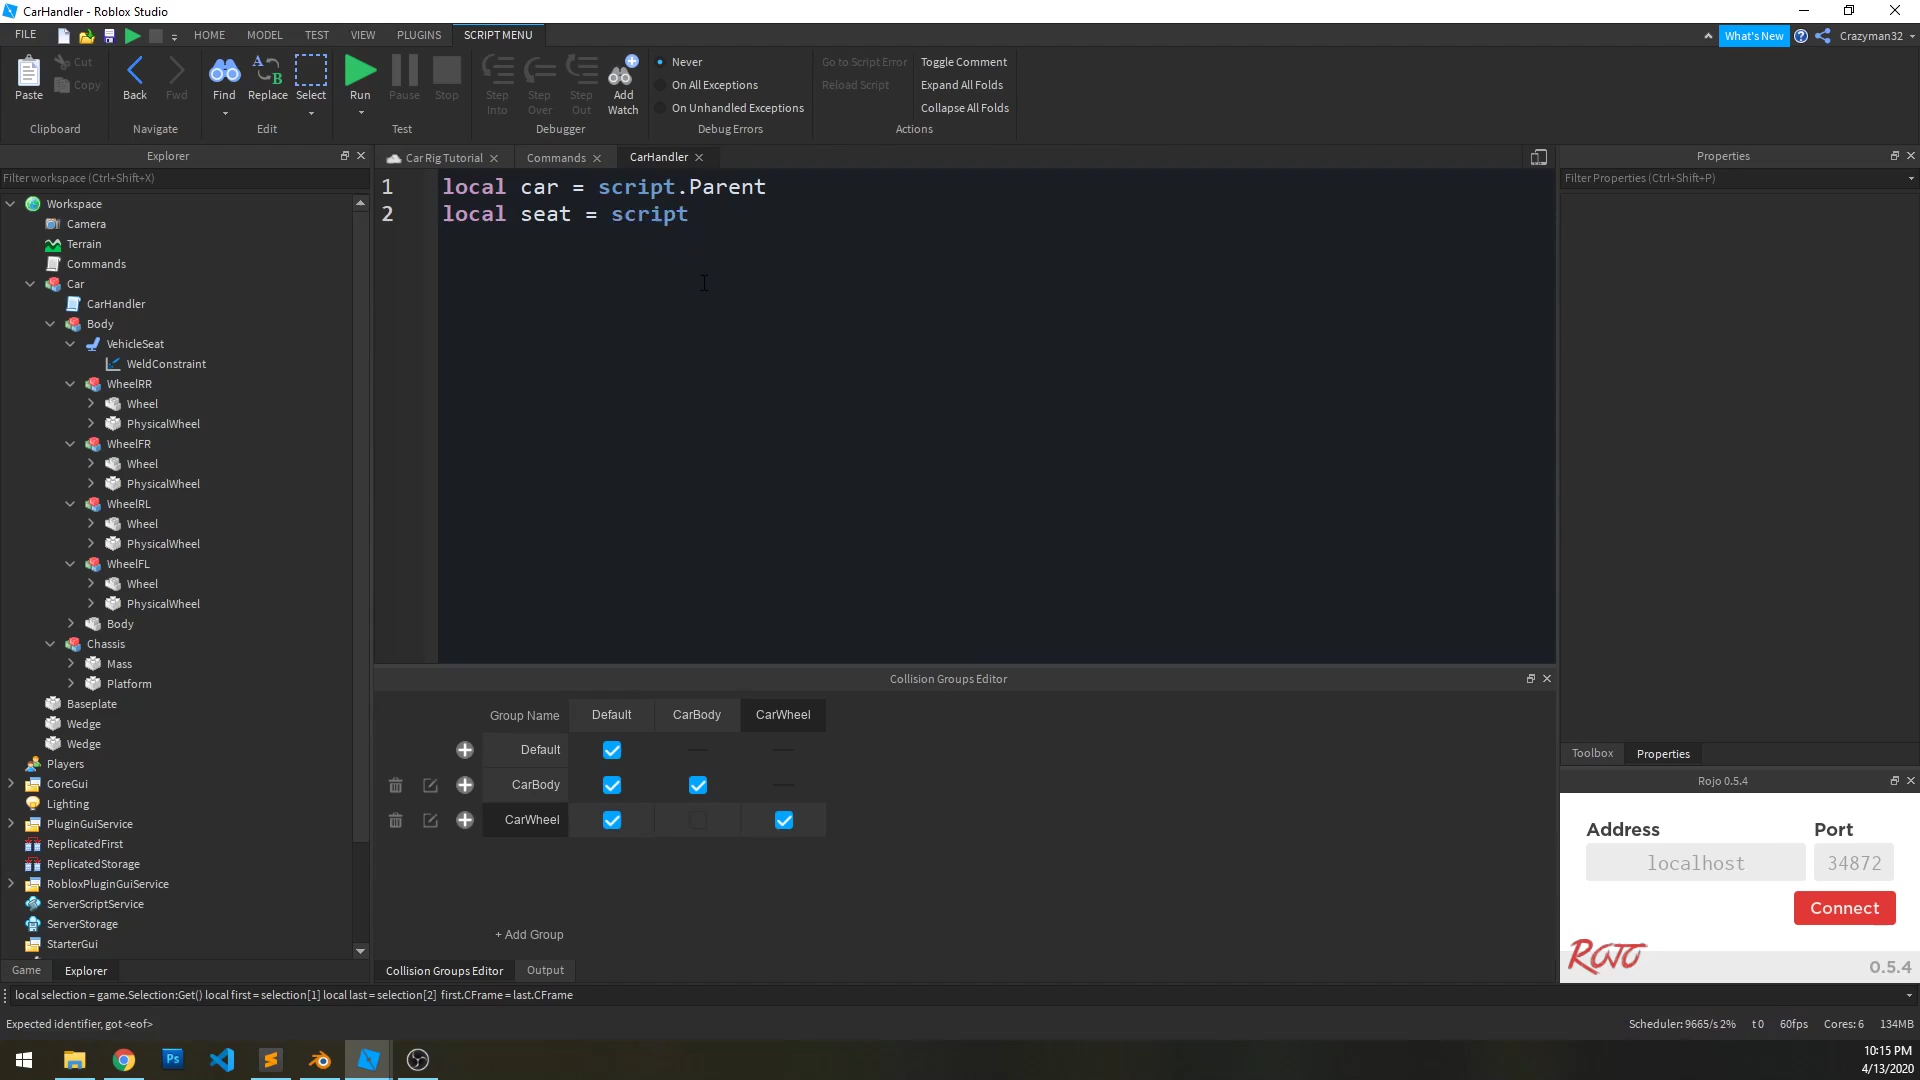 CarHandler - Roblox Studio
FILE HOME MODEL TEST VIEW PLUGINS SCRIPT MENU What's New Crazyman32
Paste Cut Copy Clipboard
Back Fwd Navigate
Find Replace Select Edit
Run Pause Stop Test
Step Into Step Over Step Out Add Watch Debugger
Never
On All Exceptions
On Unhandled Exceptions
Debug Errors
Go to Script Error
Reload Script
Toggle Comment
Expand All Folds
Collapse All Folds
Actions
Explorer
Filter workspace (Ctrl+Shift+X)
Workspace
Camera
Terrain
Commands
Car
CarHandler
Body
VehicleSeat
WeldConstraint
WheelRR
Wheel
PhysicalWheel
WheelFR
Wheel
PhysicalWheel
WheelRL
Wheel
PhysicalWheel
WheelFL
Wheel
PhysicalWheel
Body
Chassis
Mass
Platform
Baseplate
Wedge
Wedge
Players
CoreGui
Lighting
PluginGuiService
ReplicatedFirst
ReplicatedStorage
RobloxPluginGuiService
ServerScriptService
ServerStorage
StarterGui
Game Explorer
Car Rig Tutorial Commands CarHandler
1 local car = script.Parent
2 local seat = script
Collision Groups Editor
Group Name Default CarBody CarWheel
Default
CarBody
CarWheel
+ Add Group
Collision Groups Editor Output
Properties
Filter Properties (Ctrl+Shift+P)
Toolbox Properties
Rojo 0.5.4
Address Port
localhost 34872
Connect
ROJO 0.5.4
local selection = game.Selection:Get() local first = selection[1] local last = selection[2] first.CFrame = last.CFrame
Expected identifier, got <eof>
Scheduler: 9665/s 2% t 0 60fps Cores: 6 134MB
Ps
10:15 PM
4/13/2020